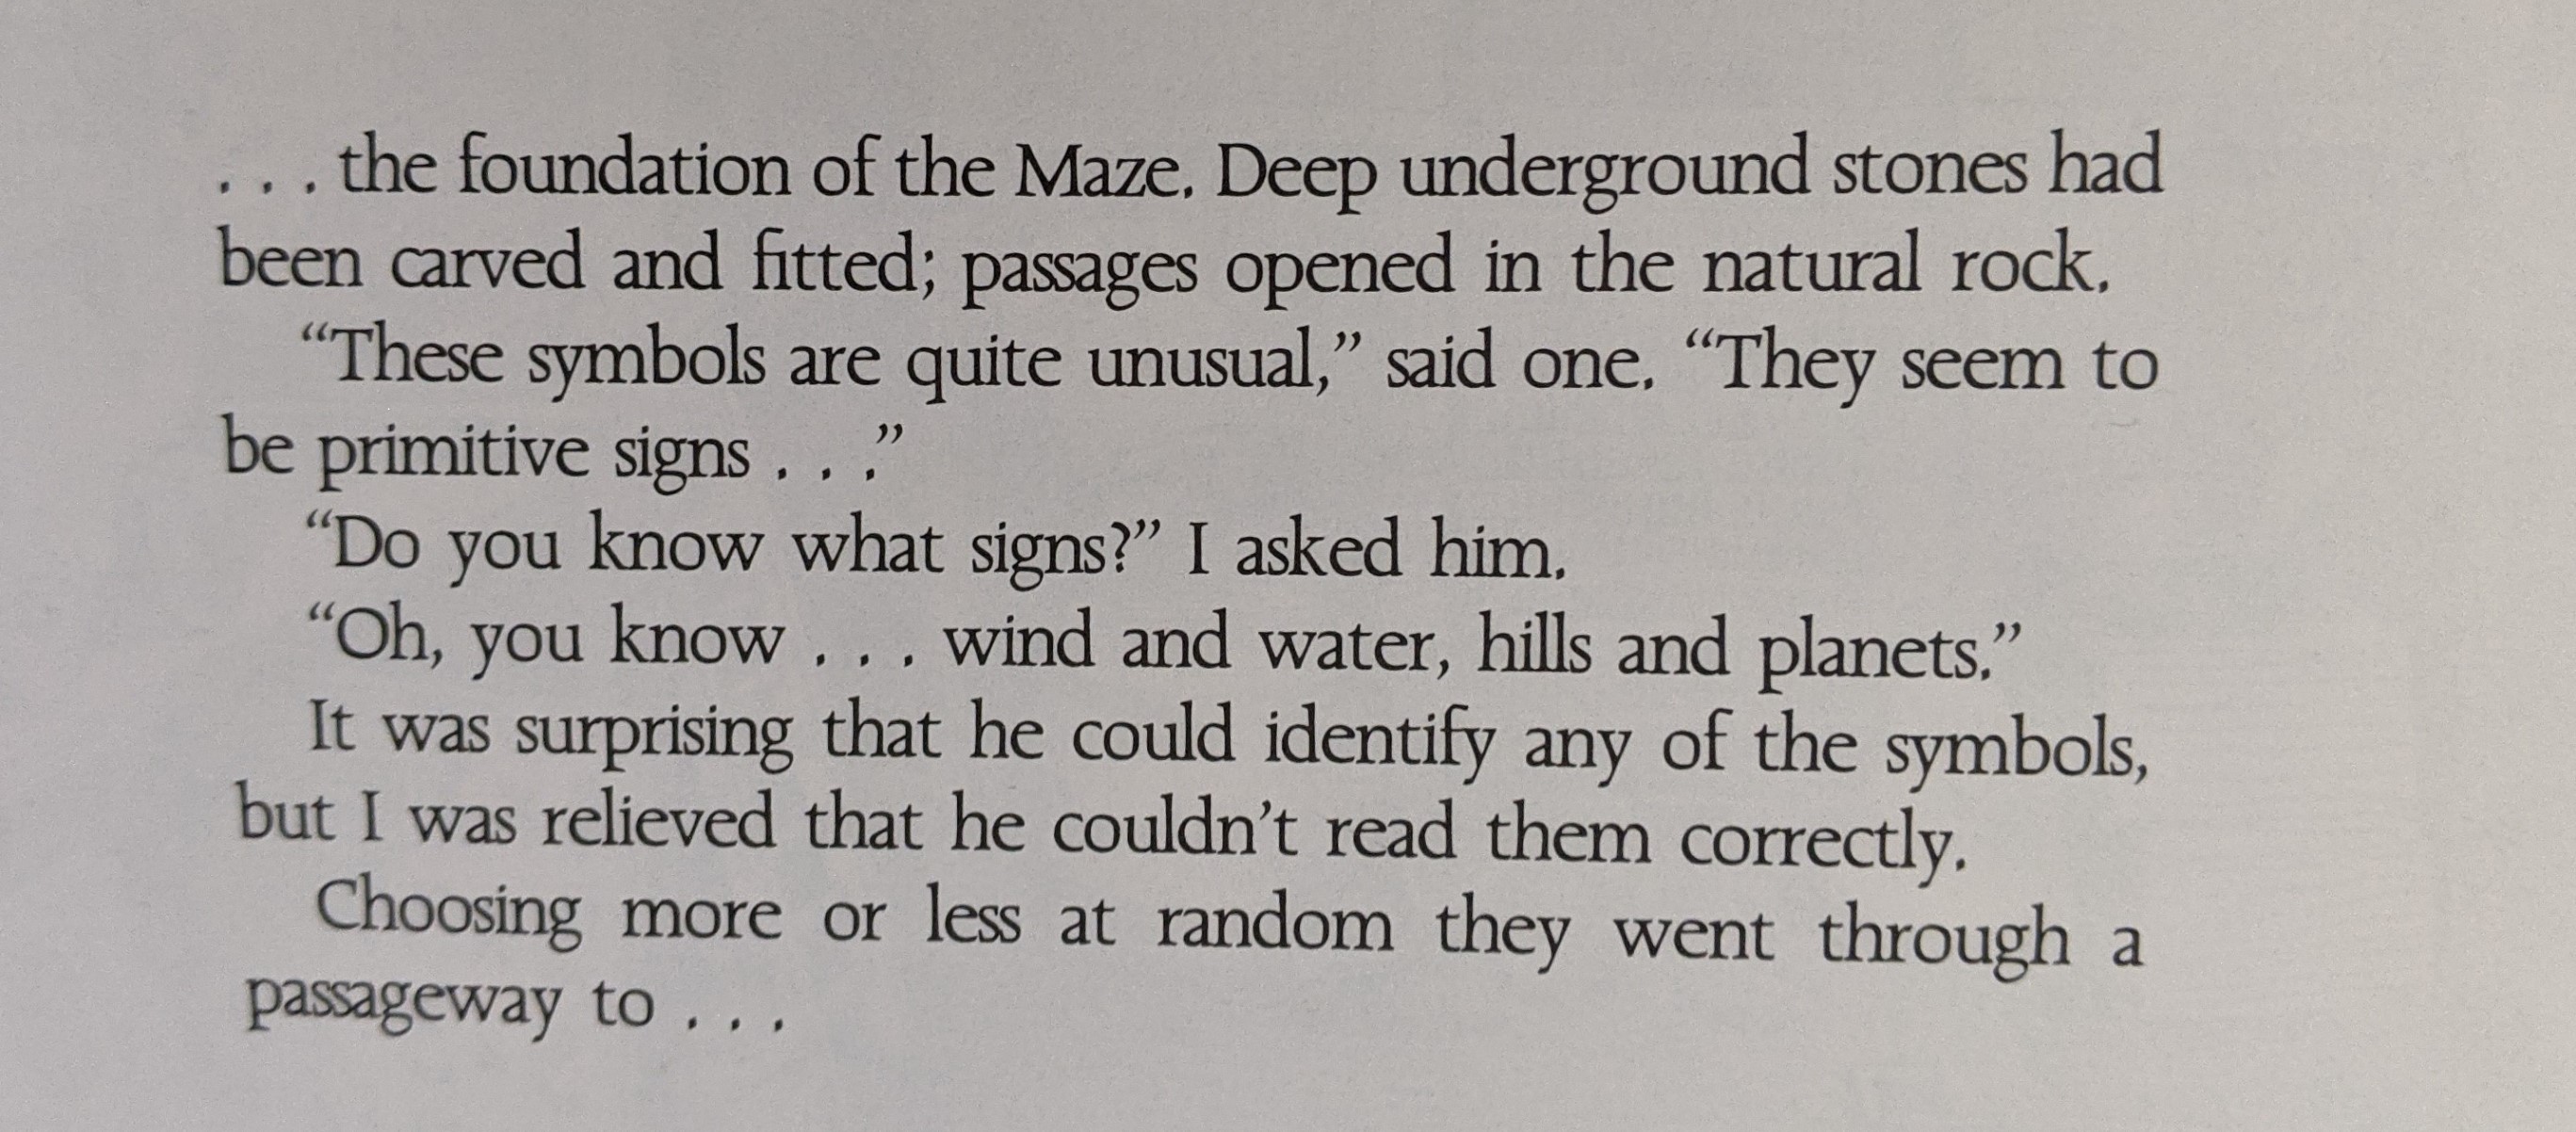 . . . the foundation of the Maze. Deep underground stones had
been carved and fitted; passages opened in the natural rock.
“These symbols are quite unusual,” said one. “They seem to
be primitive signs . . .”
“Do you know what signs?” I asked him.
“Oh, you know . . . wind and water, hills and planets.”
It was surprising that he could identify any of the symbols,
but I was relieved that he couldn’t read them correctly.
Choosing more or less at random they went through a
passageway to . . .